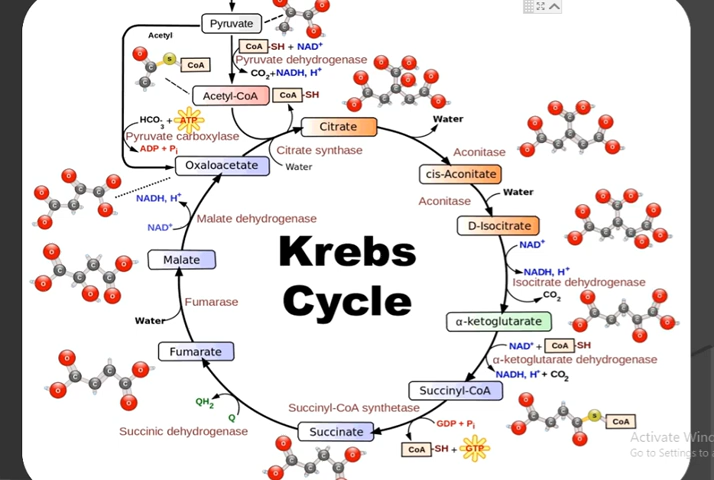 Pyruvate
Acetyl
CoA-SH + NAD+
Pyruvate dehydrogenase
CO2+NADH, H+
S
CoA
Acetyl-CoA
CoA-SH
HCO3- + ATP
Pyruvate carboxylase
ADP + Pi
Citrate
Water
Citrate synthase
Water
Oxaloacetate
Aconitase
cis-Aconitate
Water
Aconitase
D-Isocitrate
NADH, H+
NAD+
Malate dehydrogenase
NAD+
NADH, H+
Isocitrate dehydrogenase
CO2
Krebs
Cycle
Malate
Fumarase
Water
α-ketoglutarate
NAD+ + CoA-SH
α-ketoglutarate dehydrogenase
NADH, H+ + CO2
Fumarate
Succinyl-CoA
QH2
Q
Succinyl-CoA synthetase
GDP + Pi
Succinic dehydrogenase
Succinate
CoA-SH + GTP
S
CoA
Activate Winc
Go to Settings to